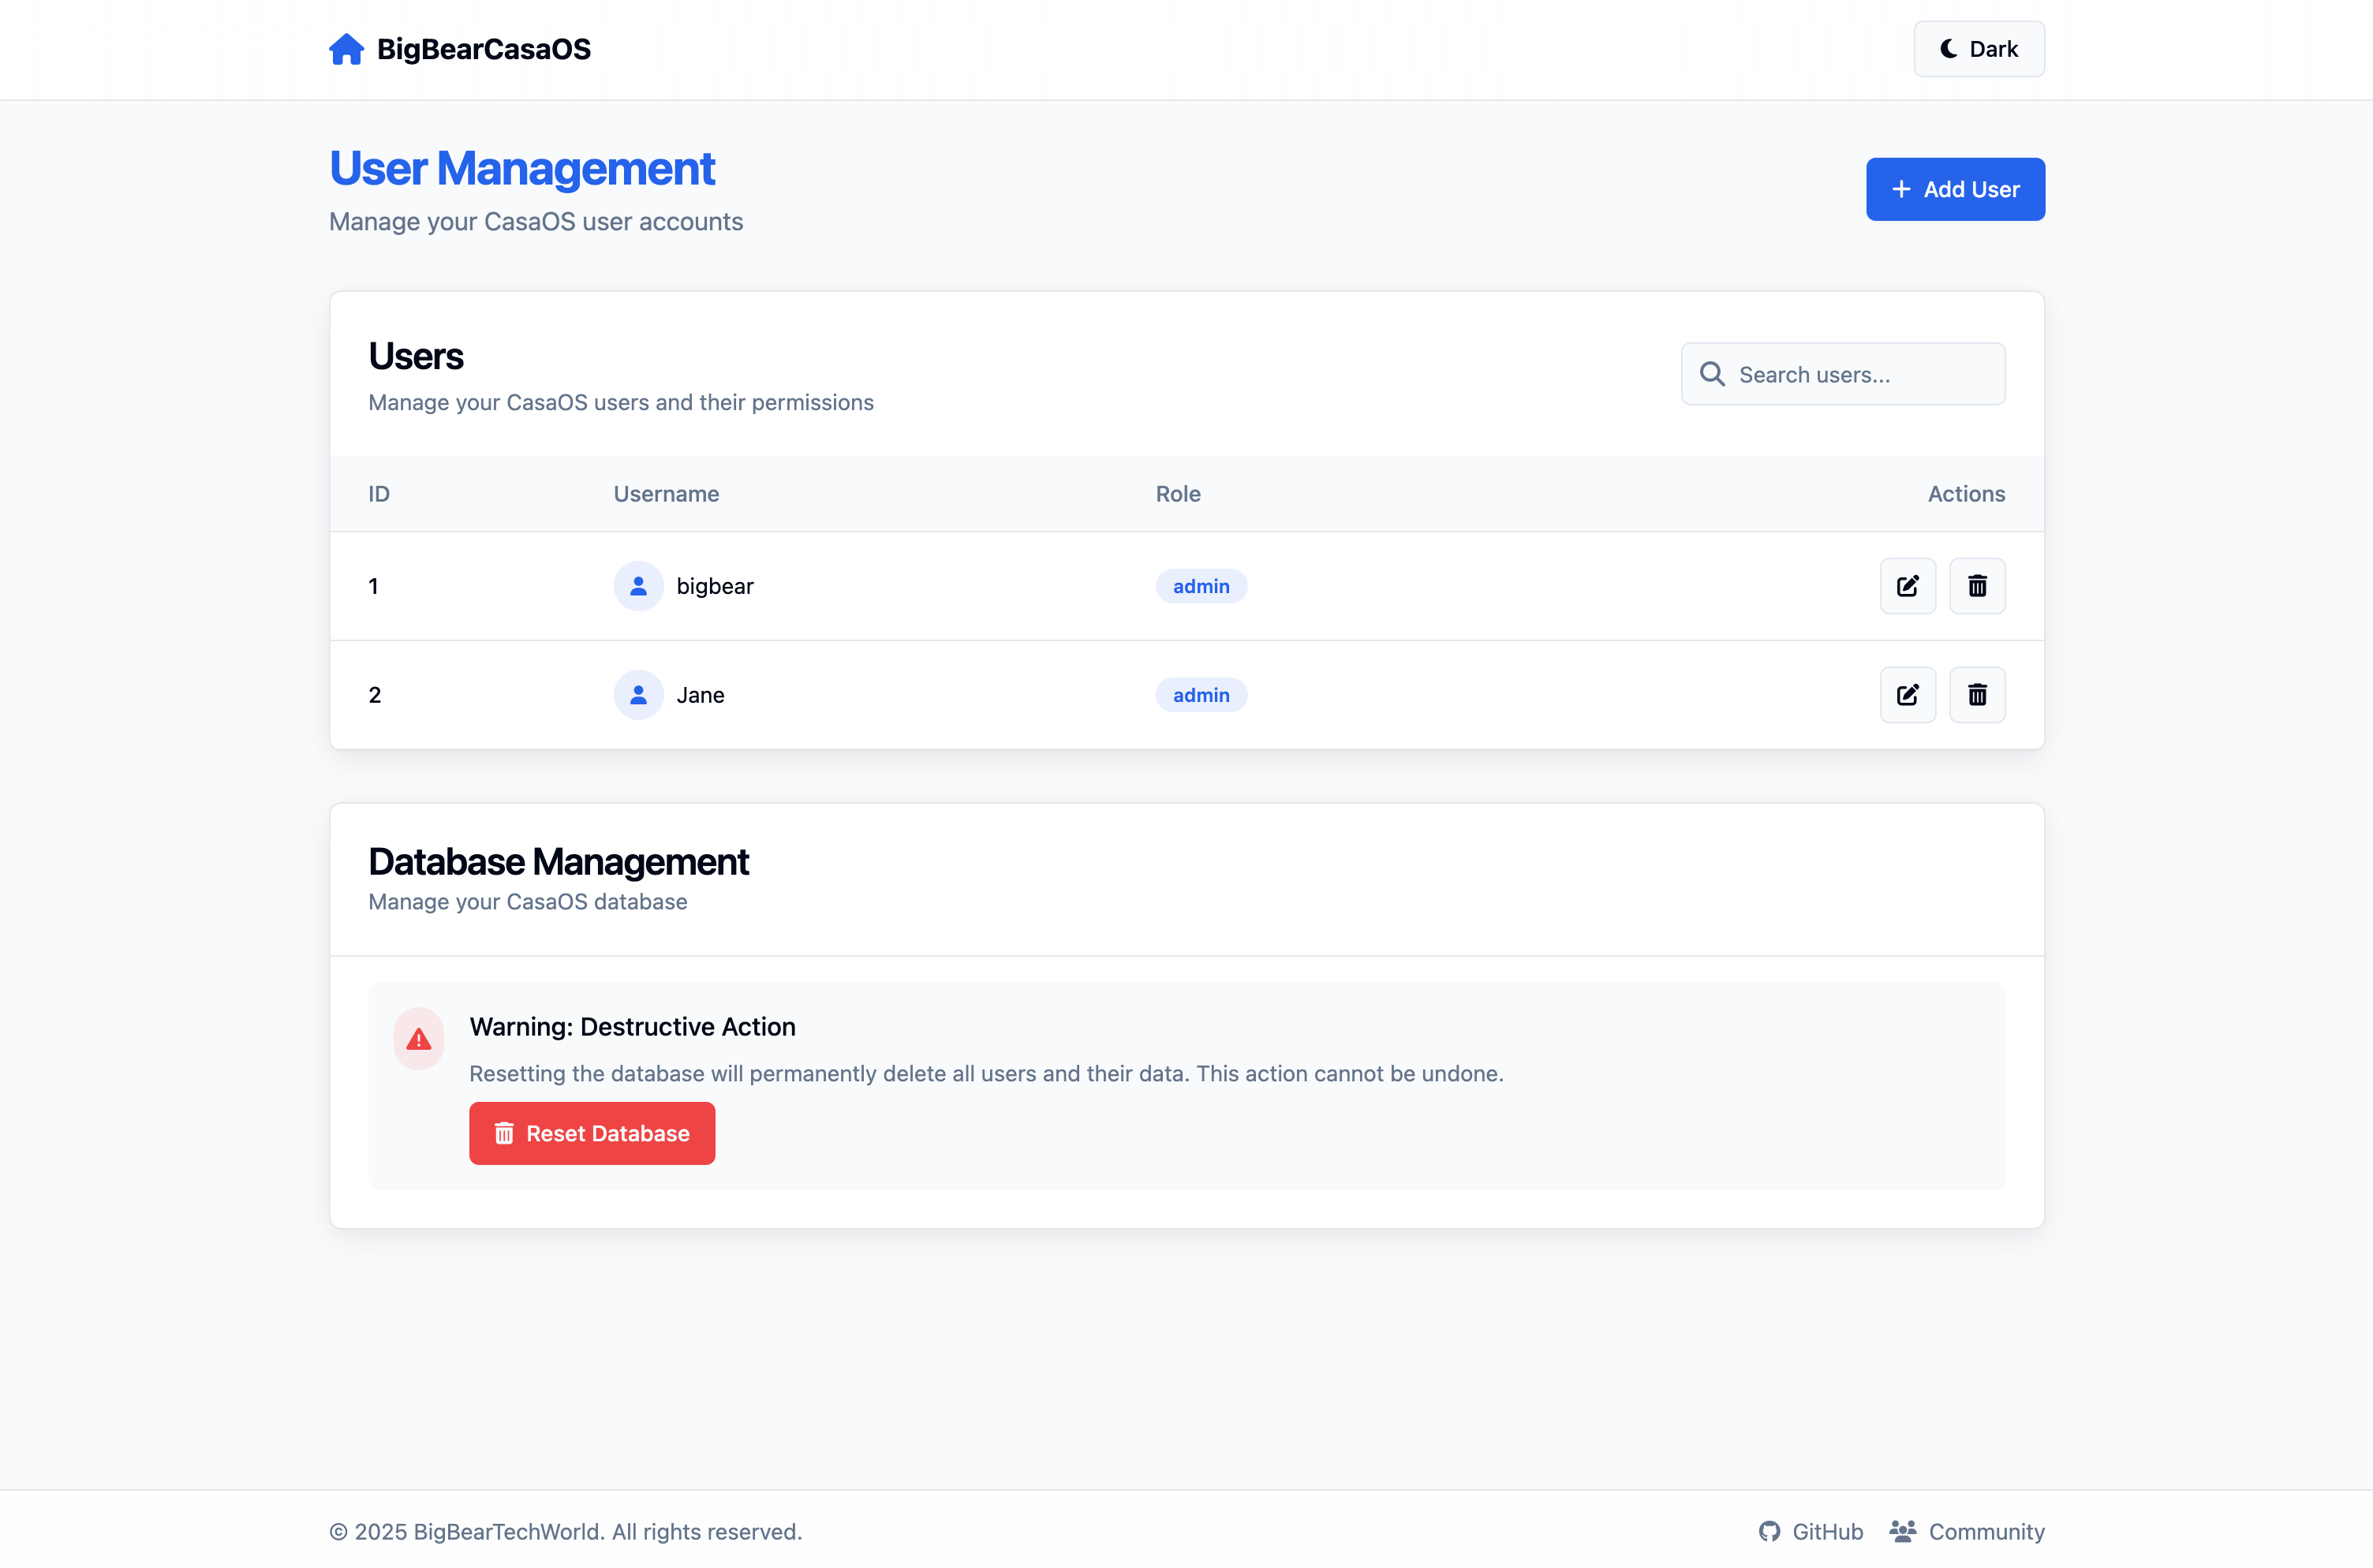 BigBearCasaOS
Dark
User Management
Manage your CasaOS user accounts
Add User
Users
Manage your CasaOS users and their permissions
Search users...
ID Username Role Actions
1 bigbear admin
2 Jane admin
Database Management
Manage your CasaOS database
Warning: Destructive Action
Resetting the database will permanently delete all users and their data. This action cannot be undone.
Reset Database
© 2025 BigBearTechWorld. All rights reserved.
GitHub Community